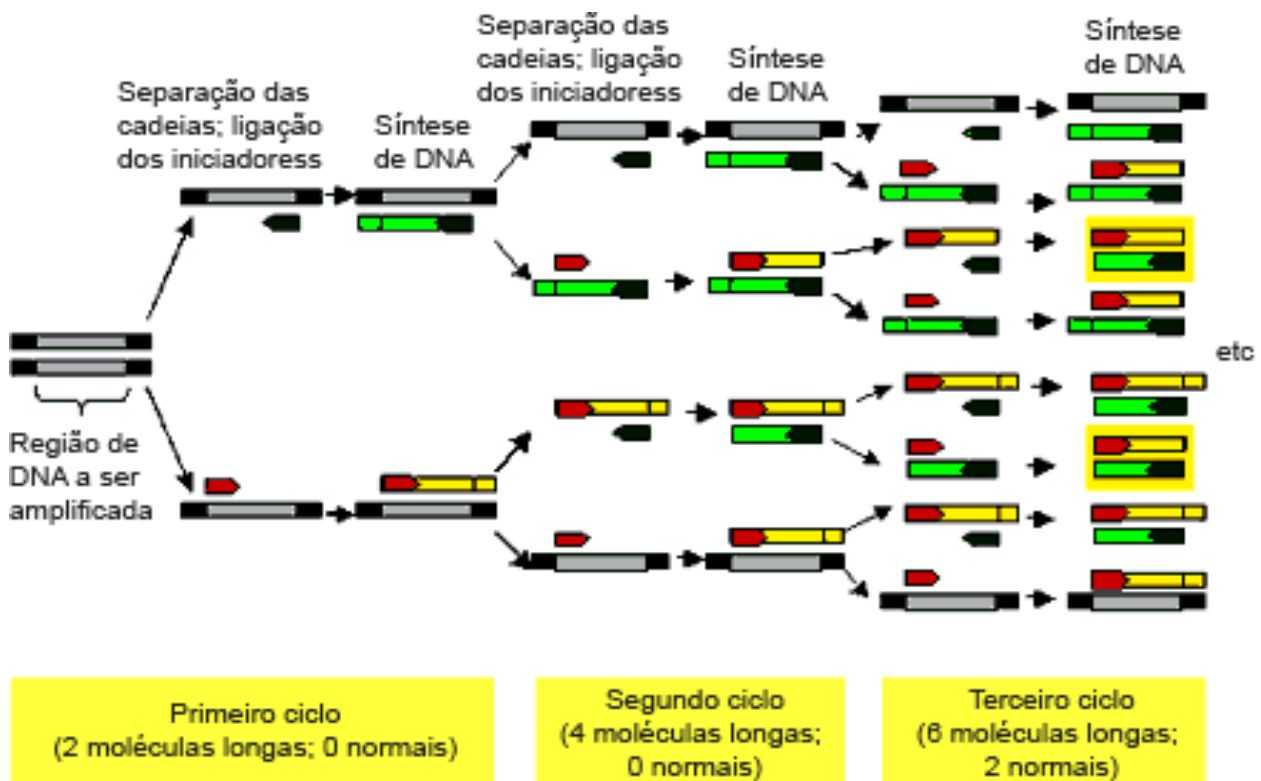 Separação das
cadeias; ligação
dos iniciadoress
Síntese
de DNA
Separação das
cadeias; ligação
dos iniciadoress
Síntese
de DNA
Síntese
de DNA
etc
Região de
DNA a ser
amplificada
Primeiro ciclo
(2 moléculas longas; 0 normais)
Segundo ciclo
(4 moléculas longas;
0 normais)
Terceiro ciclo
(6 moléculas longas;
2 normais)